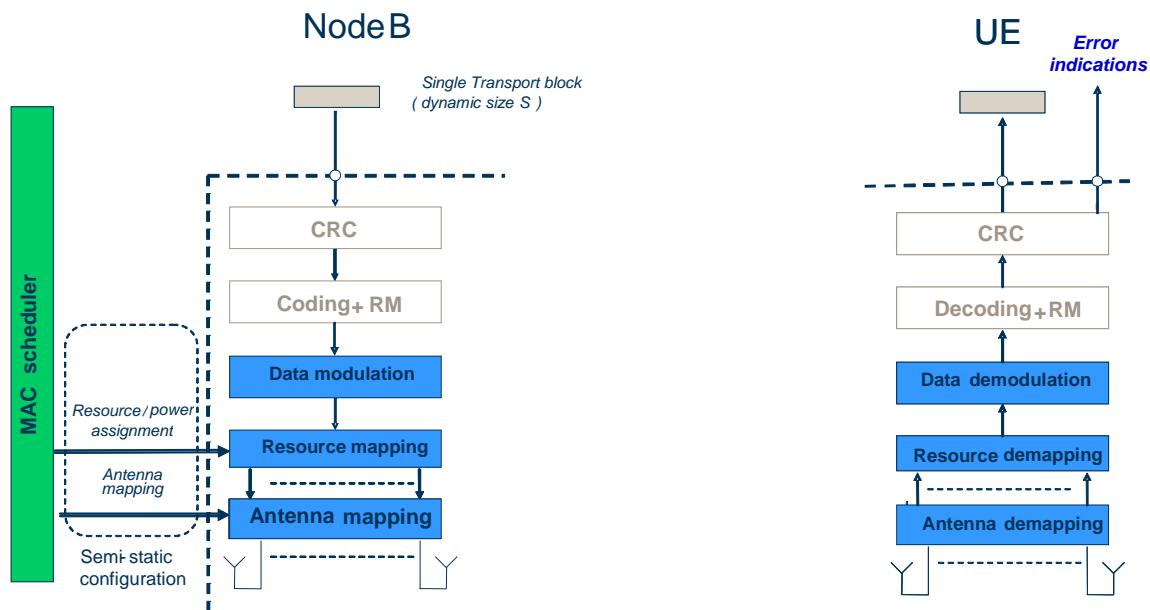 Node B
UE
Error
indications
Single Transport block
( dynamic size S )
MAC scheduler
CRC
Coding+ RM
Data modulation
Resource/ power
assignment
Resource mapping
Antenna
mapping
Antenna mapping
Semi-static
configuration
CRC
Decoding+RM
Data demodulation
Resource demapping
Antenna demapping